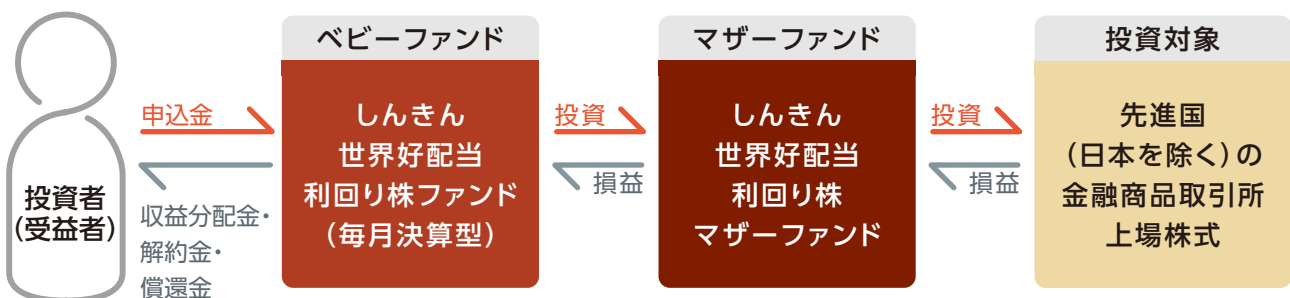 投資者
(受益者)
申込金
収益分配金・
解約金・
償還金
ベビーファンド
しんきん
世界好配当
利回り株ファンド
（毎月決算型）
投資
損益
マザーファンド
しんきん
世界好配当
利回り株
マザーファンド
投資
損益
投資対象
先進国
（日本を除く）の
金融商品取引所
上場株式